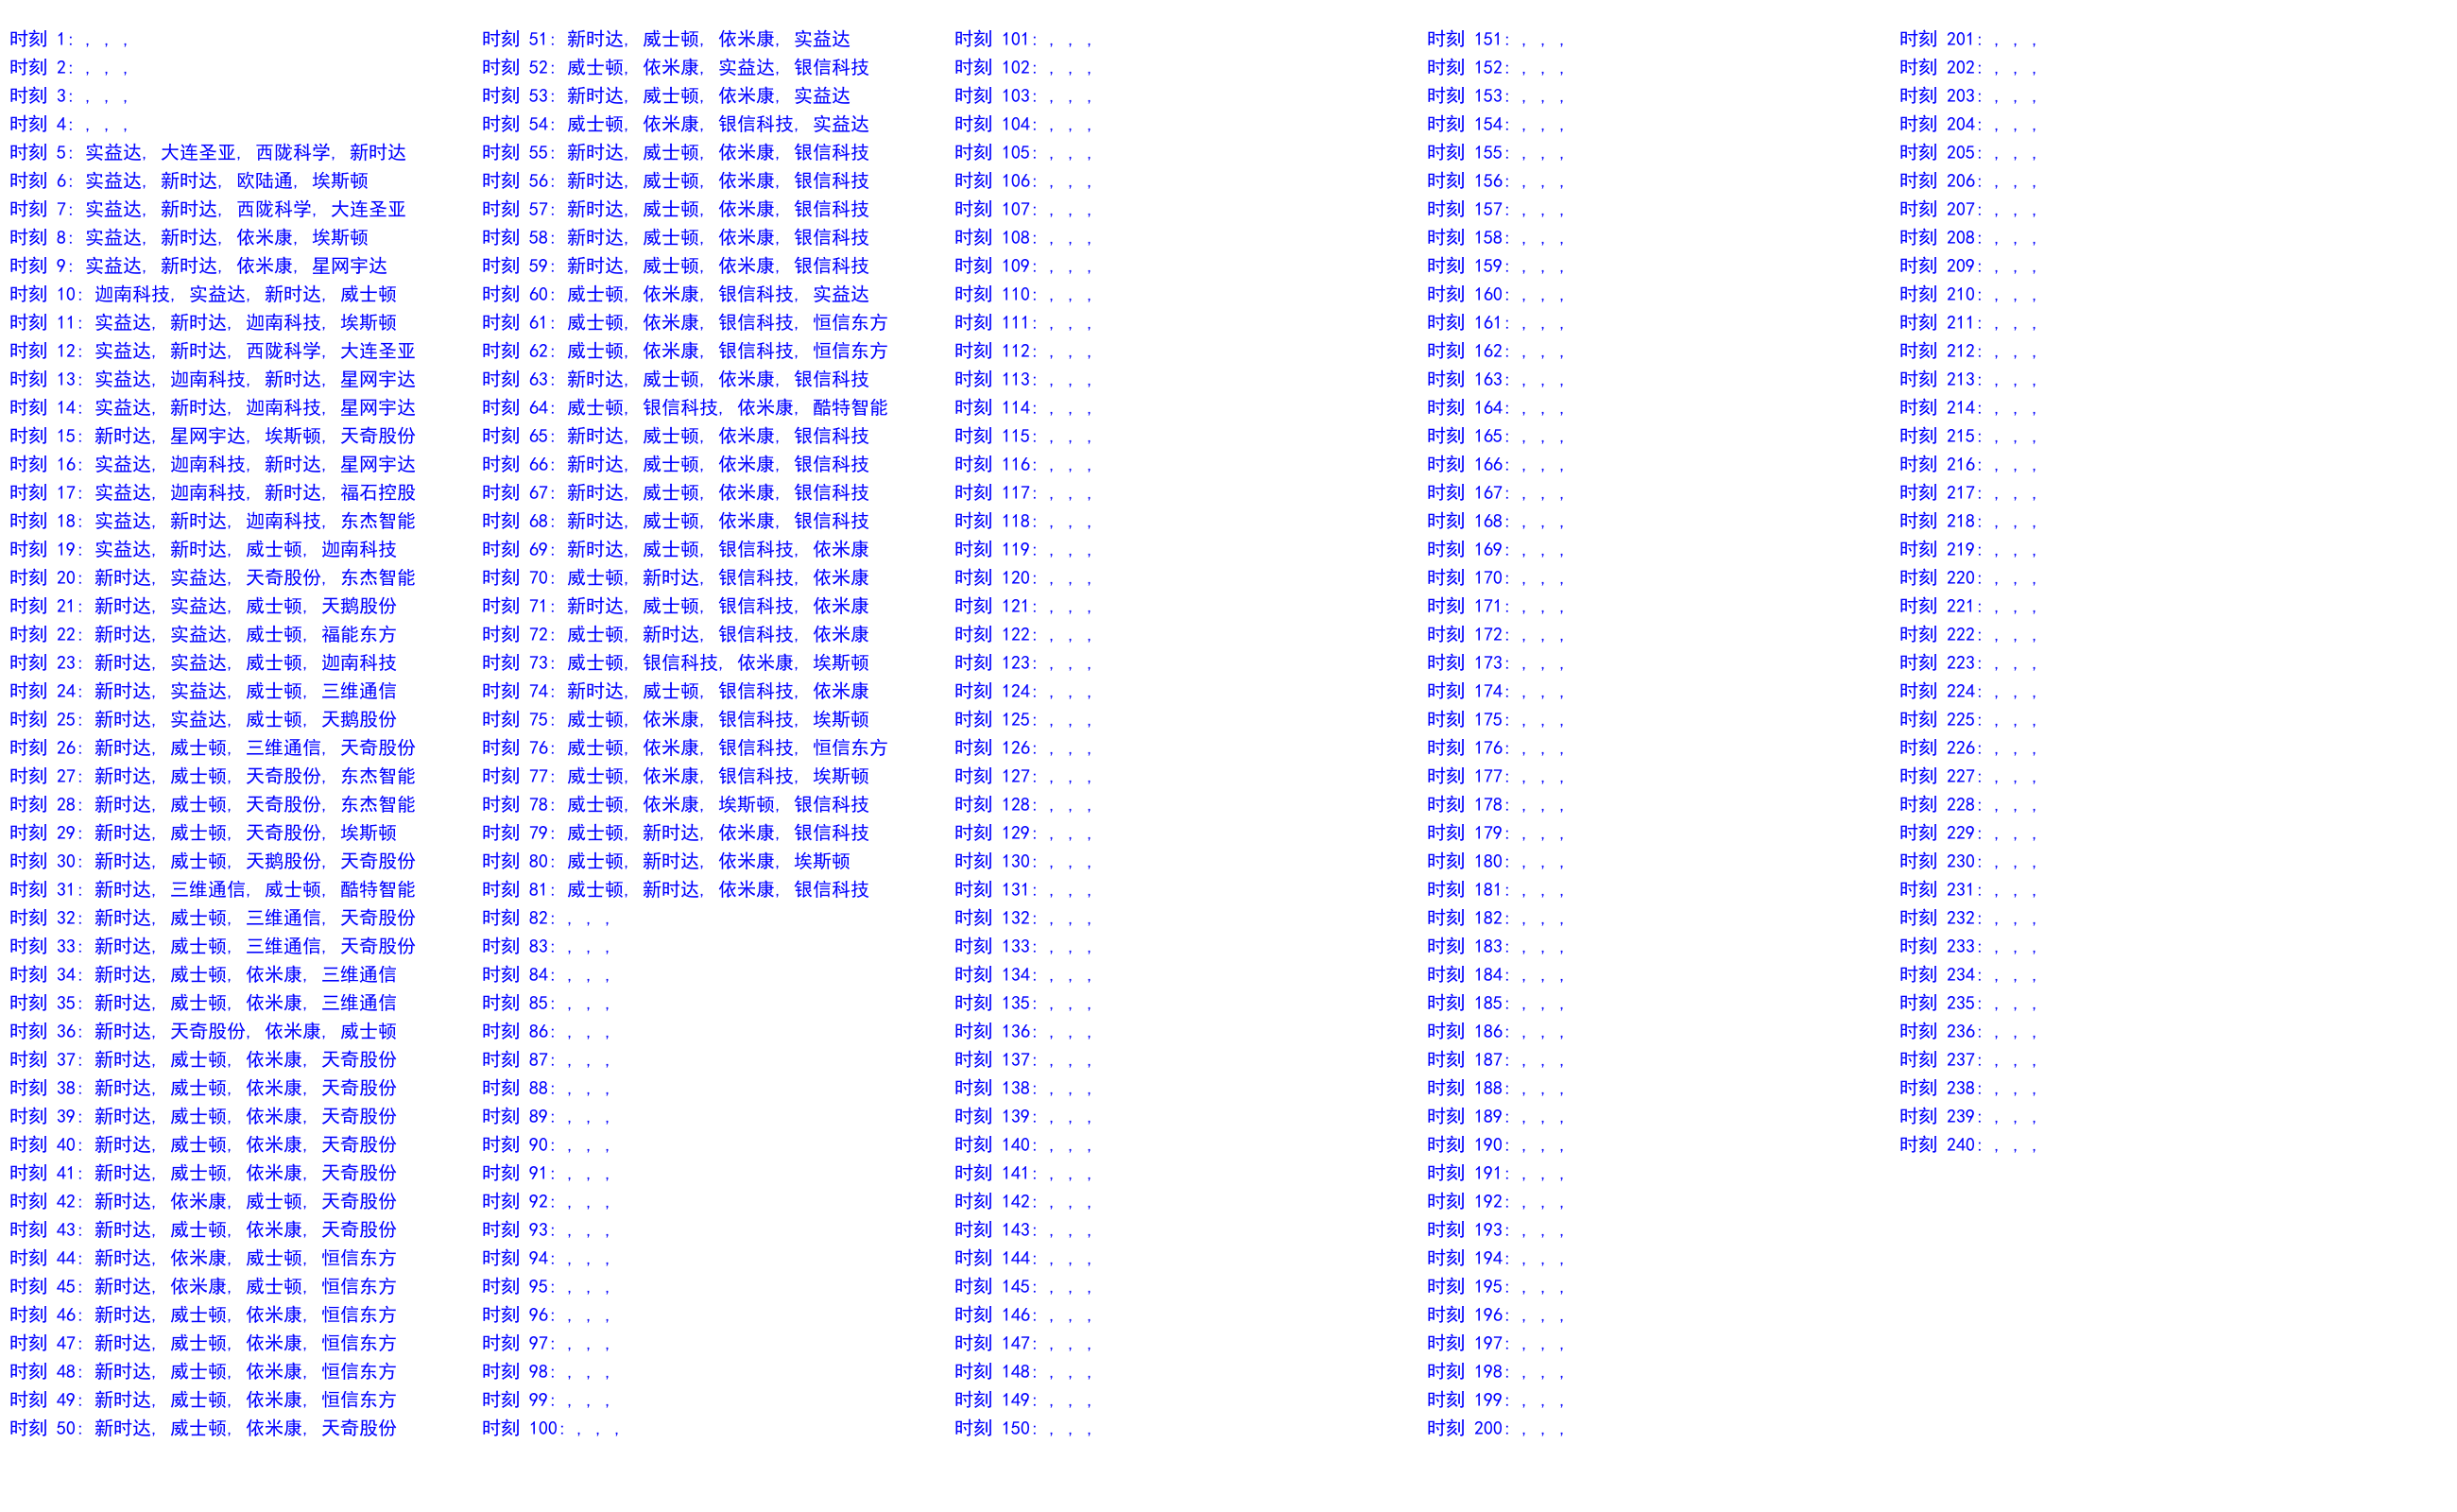 时刻 1: , , ,
时刻 2: , , ,
时刻 3: , , ,
时刻 4: , , ,
时刻 5: 实益达, 大连圣亚, 西陇科学, 新时达
时刻 6: 实益达, 新时达, 欧陆通, 埃斯顿
时刻 7: 实益达, 新时达, 西陇科学, 大连圣亚
时刻 8: 实益达, 新时达, 依米康, 埃斯顿
时刻 9: 实益达, 新时达, 依米康, 星网宇达
时刻 10: 迦南科技, 实益达, 新时达, 威士顿
时刻 11: 实益达, 新时达, 迦南科技, 埃斯顿
时刻 12: 实益达, 新时达, 西陇科学, 大连圣亚
时刻 13: 实益达, 迦南科技, 新时达, 星网宇达
时刻 14: 实益达, 新时达, 迦南科技, 星网宇达
时刻 15: 新时达, 星网宇达, 埃斯顿, 天奇股份
时刻 16: 实益达, 迦南科技, 新时达, 星网宇达
时刻 17: 实益达, 迦南科技, 新时达, 福石控股
时刻 18: 实益达, 新时达, 迦南科技, 东杰智能
时刻 19: 实益达, 新时达, 威士顿, 迦南科技
时刻 20: 新时达, 实益达, 天奇股份, 东杰智能
时刻 21: 新时达, 实益达, 威士顿, 天鹅股份
时刻 22: 新时达, 实益达, 威士顿, 福能东方
时刻 23: 新时达, 实益达, 威士顿, 迦南科技
时刻 24: 新时达, 实益达, 威士顿, 三维通信
时刻 25: 新时达, 实益达, 威士顿, 天鹅股份
时刻 26: 新时达, 威士顿, 三维通信, 天奇股份
时刻 27: 新时达, 威士顿, 天奇股份, 东杰智能
时刻 28: 新时达, 威士顿, 天奇股份, 东杰智能
时刻 29: 新时达, 威士顿, 天奇股份, 埃斯顿
时刻 30: 新时达, 威士顿, 天鹅股份, 天奇股份
时刻 31: 新时达, 三维通信, 威士顿, 酷特智能
时刻 32: 新时达, 威士顿, 三维通信, 天奇股份
时刻 33: 新时达, 威士顿, 三维通信, 天奇股份
时刻 34: 新时达, 威士顿, 依米康, 三维通信
时刻 35: 新时达, 威士顿, 依米康, 三维通信
时刻 36: 新时达, 天奇股份, 依米康, 威士顿
时刻 37: 新时达, 威士顿, 依米康, 天奇股份
时刻 38: 新时达, 威士顿, 依米康, 天奇股份
时刻 39: 新时达, 威士顿, 依米康, 天奇股份
时刻 40: 新时达, 威士顿, 依米康, 天奇股份
时刻 41: 新时达, 威士顿, 依米康, 天奇股份
时刻 42: 新时达, 依米康, 威士顿, 天奇股份
时刻 43: 新时达, 威士顿, 依米康, 天奇股份
时刻 44: 新时达, 依米康, 威士顿, 恒信东方
时刻 45: 新时达, 依米康, 威士顿, 恒信东方
时刻 46: 新时达, 威士顿, 依米康, 恒信东方
时刻 47: 新时达, 威士顿, 依米康, 恒信东方
时刻 48: 新时达, 威士顿, 依米康, 恒信东方
时刻 49: 新时达, 威士顿, 依米康, 恒信东方
时刻 50: 新时达, 威士顿, 依米康, 天奇股份
时刻 51: 新时达, 威士顿, 依米康, 实益达
时刻 52: 威士顿, 依米康, 实益达, 银信科技
时刻 53: 新时达, 威士顿, 依米康, 实益达
时刻 54: 威士顿, 依米康, 银信科技, 实益达
时刻 55: 新时达, 威士顿, 依米康, 银信科技
时刻 56: 新时达, 威士顿, 依米康, 银信科技
时刻 57: 新时达, 威士顿, 依米康, 银信科技
时刻 58: 新时达, 威士顿, 依米康, 银信科技
时刻 59: 新时达, 威士顿, 依米康, 银信科技
时刻 60: 威士顿, 依米康, 银信科技, 实益达
时刻 61: 威士顿, 依米康, 银信科技, 恒信东方
时刻 62: 威士顿, 依米康, 银信科技, 恒信东方
时刻 63: 新时达, 威士顿, 依米康, 银信科技
时刻 64: 威士顿, 银信科技, 依米康, 酷特智能
时刻 65: 新时达, 威士顿, 依米康, 银信科技
时刻 66: 新时达, 威士顿, 依米康, 银信科技
时刻 67: 新时达, 威士顿, 依米康, 银信科技
时刻 68: 新时达, 威士顿, 依米康, 银信科技
时刻 69: 新时达, 威士顿, 银信科技, 依米康
时刻 70: 威士顿, 新时达, 银信科技, 依米康
时刻 71: 新时达, 威士顿, 银信科技, 依米康
时刻 72: 威士顿, 新时达, 银信科技, 依米康
时刻 73: 威士顿, 银信科技, 依米康, 埃斯顿
时刻 74: 新时达, 威士顿, 银信科技, 依米康
时刻 75: 威士顿, 依米康, 银信科技, 埃斯顿
时刻 76: 威士顿, 依米康, 银信科技, 恒信东方
时刻 77: 威士顿, 依米康, 银信科技, 埃斯顿
时刻 78: 威士顿, 依米康, 埃斯顿, 银信科技
时刻 79: 威士顿, 新时达, 依米康, 银信科技
时刻 80: 威士顿, 新时达, 依米康, 埃斯顿
时刻 81: 威士顿, 新时达, 依米康, 银信科技
时刻 82: , , ,
时刻 83: , , ,
时刻 84: , , ,
时刻 85: , , ,
时刻 86: , , ,
时刻 87: , , ,
时刻 88: , , ,
时刻 89: , , ,
时刻 90: , , ,
时刻 91: , , ,
时刻 92: , , ,
时刻 93: , , ,
时刻 94: , , ,
时刻 95: , , ,
时刻 96: , , ,
时刻 97: , , ,
时刻 98: , , ,
时刻 99: , , ,
时刻 100: , , ,
时刻 101: , , ,
时刻 102: , , ,
时刻 103: , , ,
时刻 104: , , ,
时刻 105: , , ,
时刻 106: , , ,
时刻 107: , , ,
时刻 108: , , ,
时刻 109: , , ,
时刻 110: , , ,
时刻 111: , , ,
时刻 112: , , ,
时刻 113: , , ,
时刻 114: , , ,
时刻 115: , , ,
时刻 116: , , ,
时刻 117: , , ,
时刻 118: , , ,
时刻 119: , , ,
时刻 120: , , ,
时刻 121: , , ,
时刻 122: , , ,
时刻 123: , , ,
时刻 124: , , ,
时刻 125: , , ,
时刻 126: , , ,
时刻 127: , , ,
时刻 128: , , ,
时刻 129: , , ,
时刻 130: , , ,
时刻 131: , , ,
时刻 132: , , ,
时刻 133: , , ,
时刻 134: , , ,
时刻 135: , , ,
时刻 136: , , ,
时刻 137: , , ,
时刻 138: , , ,
时刻 139: , , ,
时刻 140: , , ,
时刻 141: , , ,
时刻 142: , , ,
时刻 143: , , ,
时刻 144: , , ,
时刻 145: , , ,
时刻 146: , , ,
时刻 147: , , ,
时刻 148: , , ,
时刻 149: , , ,
时刻 150: , , ,
时刻 151: , , ,
时刻 152: , , ,
时刻 153: , , ,
时刻 154: , , ,
时刻 155: , , ,
时刻 156: , , ,
时刻 157: , , ,
时刻 158: , , ,
时刻 159: , , ,
时刻 160: , , ,
时刻 161: , , ,
时刻 162: , , ,
时刻 163: , , ,
时刻 164: , , ,
时刻 165: , , ,
时刻 166: , , ,
时刻 167: , , ,
时刻 168: , , ,
时刻 169: , , ,
时刻 170: , , ,
时刻 171: , , ,
时刻 172: , , ,
时刻 173: , , ,
时刻 174: , , ,
时刻 175: , , ,
时刻 176: , , ,
时刻 177: , , ,
时刻 178: , , ,
时刻 179: , , ,
时刻 180: , , ,
时刻 181: , , ,
时刻 182: , , ,
时刻 183: , , ,
时刻 184: , , ,
时刻 185: , , ,
时刻 186: , , ,
时刻 187: , , ,
时刻 188: , , ,
时刻 189: , , ,
时刻 190: , , ,
时刻 191: , , ,
时刻 192: , , ,
时刻 193: , , ,
时刻 194: , , ,
时刻 195: , , ,
时刻 196: , , ,
时刻 197: , , ,
时刻 198: , , ,
时刻 199: , , ,
时刻 200: , , ,
时刻 201: , , ,
时刻 202: , , ,
时刻 203: , , ,
时刻 204: , , ,
时刻 205: , , ,
时刻 206: , , ,
时刻 207: , , ,
时刻 208: , , ,
时刻 209: , , ,
时刻 210: , , ,
时刻 211: , , ,
时刻 212: , , ,
时刻 213: , , ,
时刻 214: , , ,
时刻 215: , , ,
时刻 216: , , ,
时刻 217: , , ,
时刻 218: , , ,
时刻 219: , , ,
时刻 220: , , ,
时刻 221: , , ,
时刻 222: , , ,
时刻 223: , , ,
时刻 224: , , ,
时刻 225: , , ,
时刻 226: , , ,
时刻 227: , , ,
时刻 228: , , ,
时刻 229: , , ,
时刻 230: , , ,
时刻 231: , , ,
时刻 232: , , ,
时刻 233: , , ,
时刻 234: , , ,
时刻 235: , , ,
时刻 236: , , ,
时刻 237: , , ,
时刻 238: , , ,
时刻 239: , , ,
时刻 240: , , ,